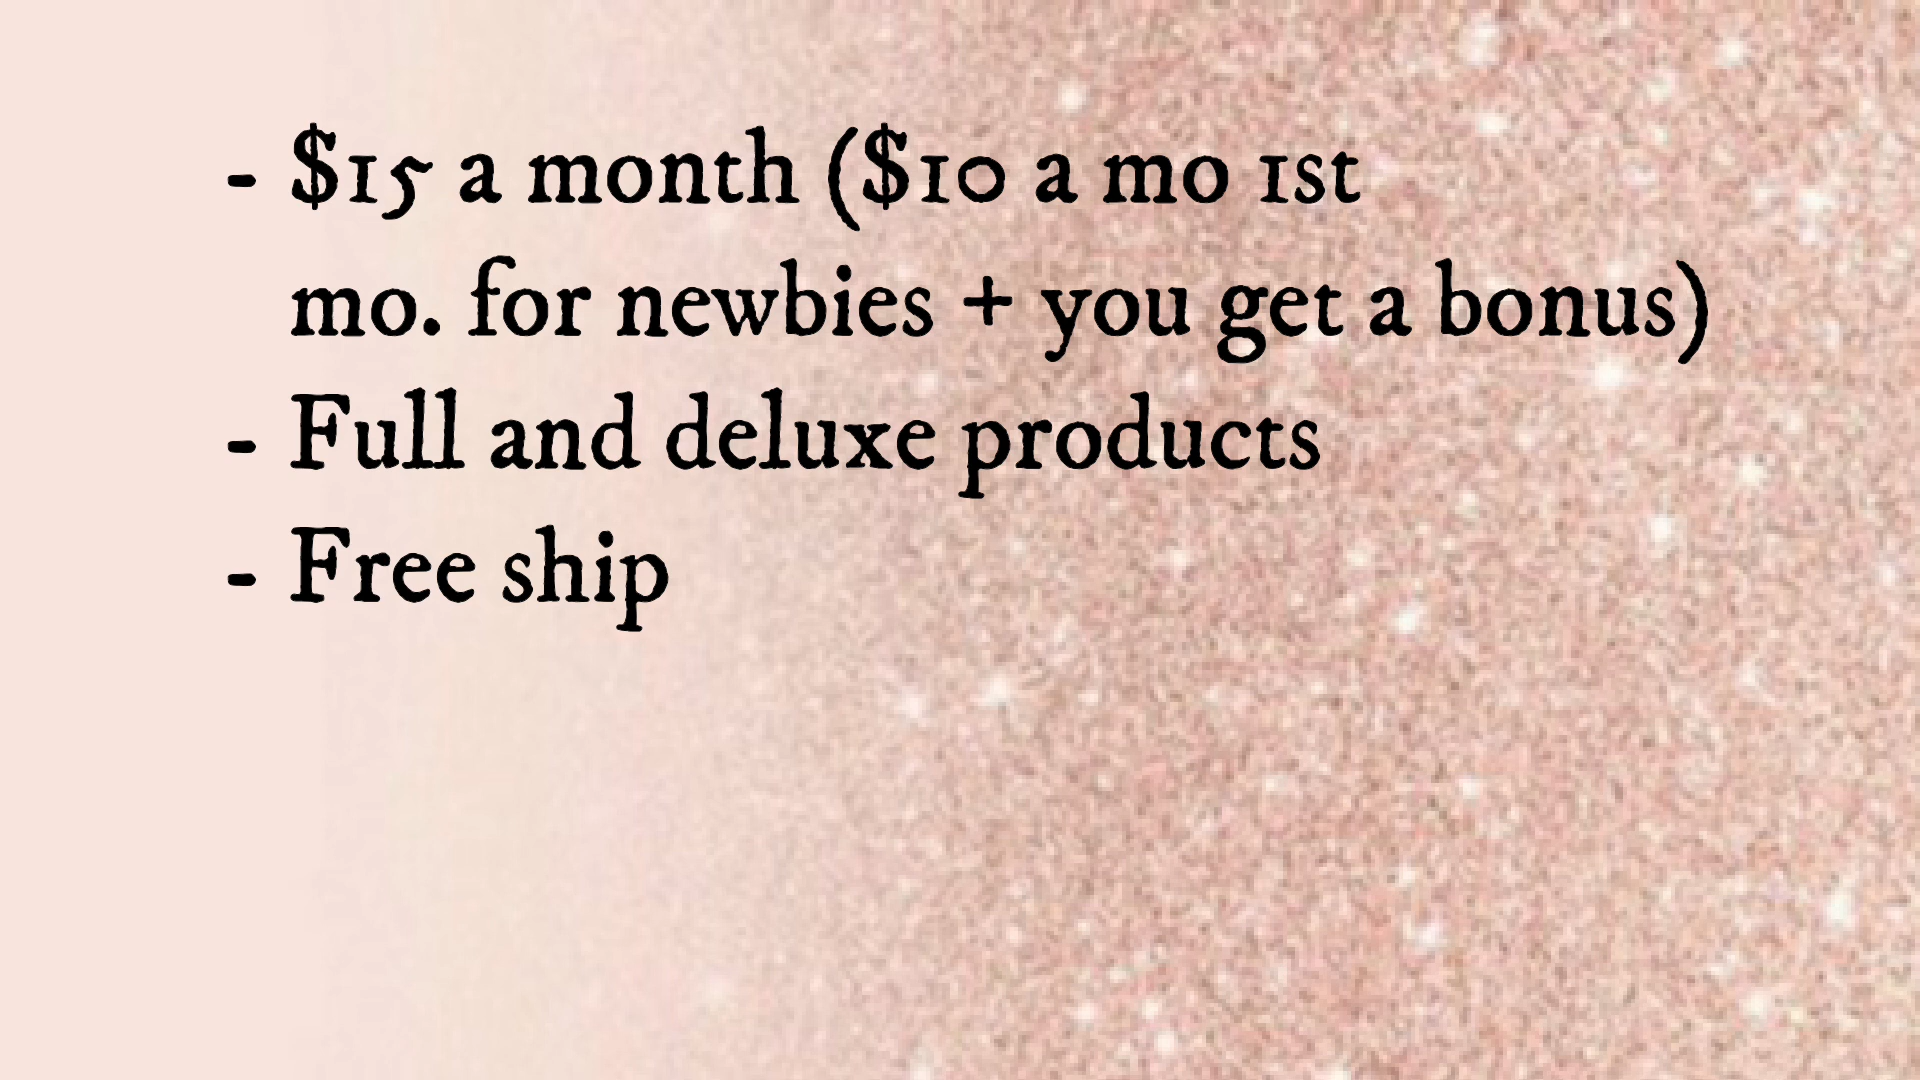 - $15 a month ($10 a mo 1st
mo. for newbies + you get a bonus)
- Full and deluxe products
- Free ship